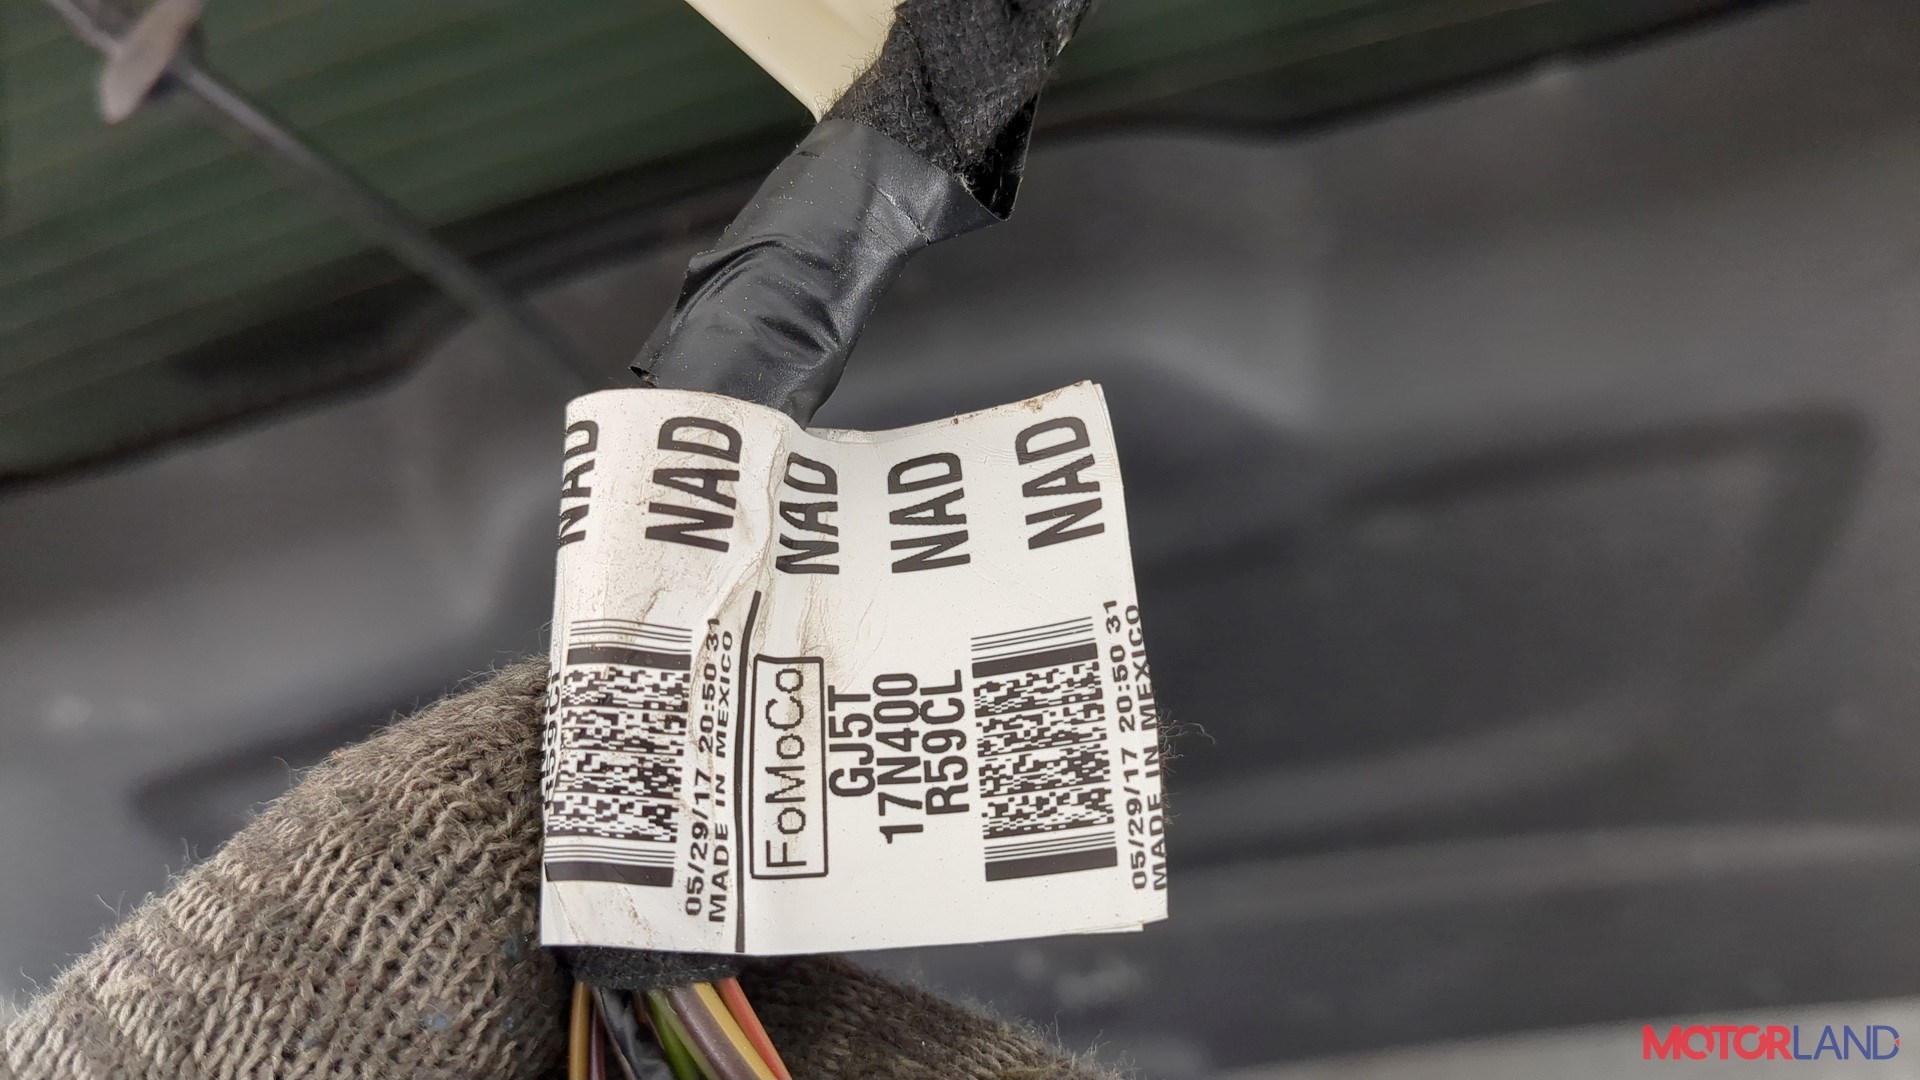 NAD
NAD
NAD
NAD
NAD
R59CL
05/29/17 20:50 31
MADE IN MEXICO
FoMoCo
GJ5T
17N400
R59CL
05/29/17 20:50 31
MADE IN MEXICO
MOTORLAND